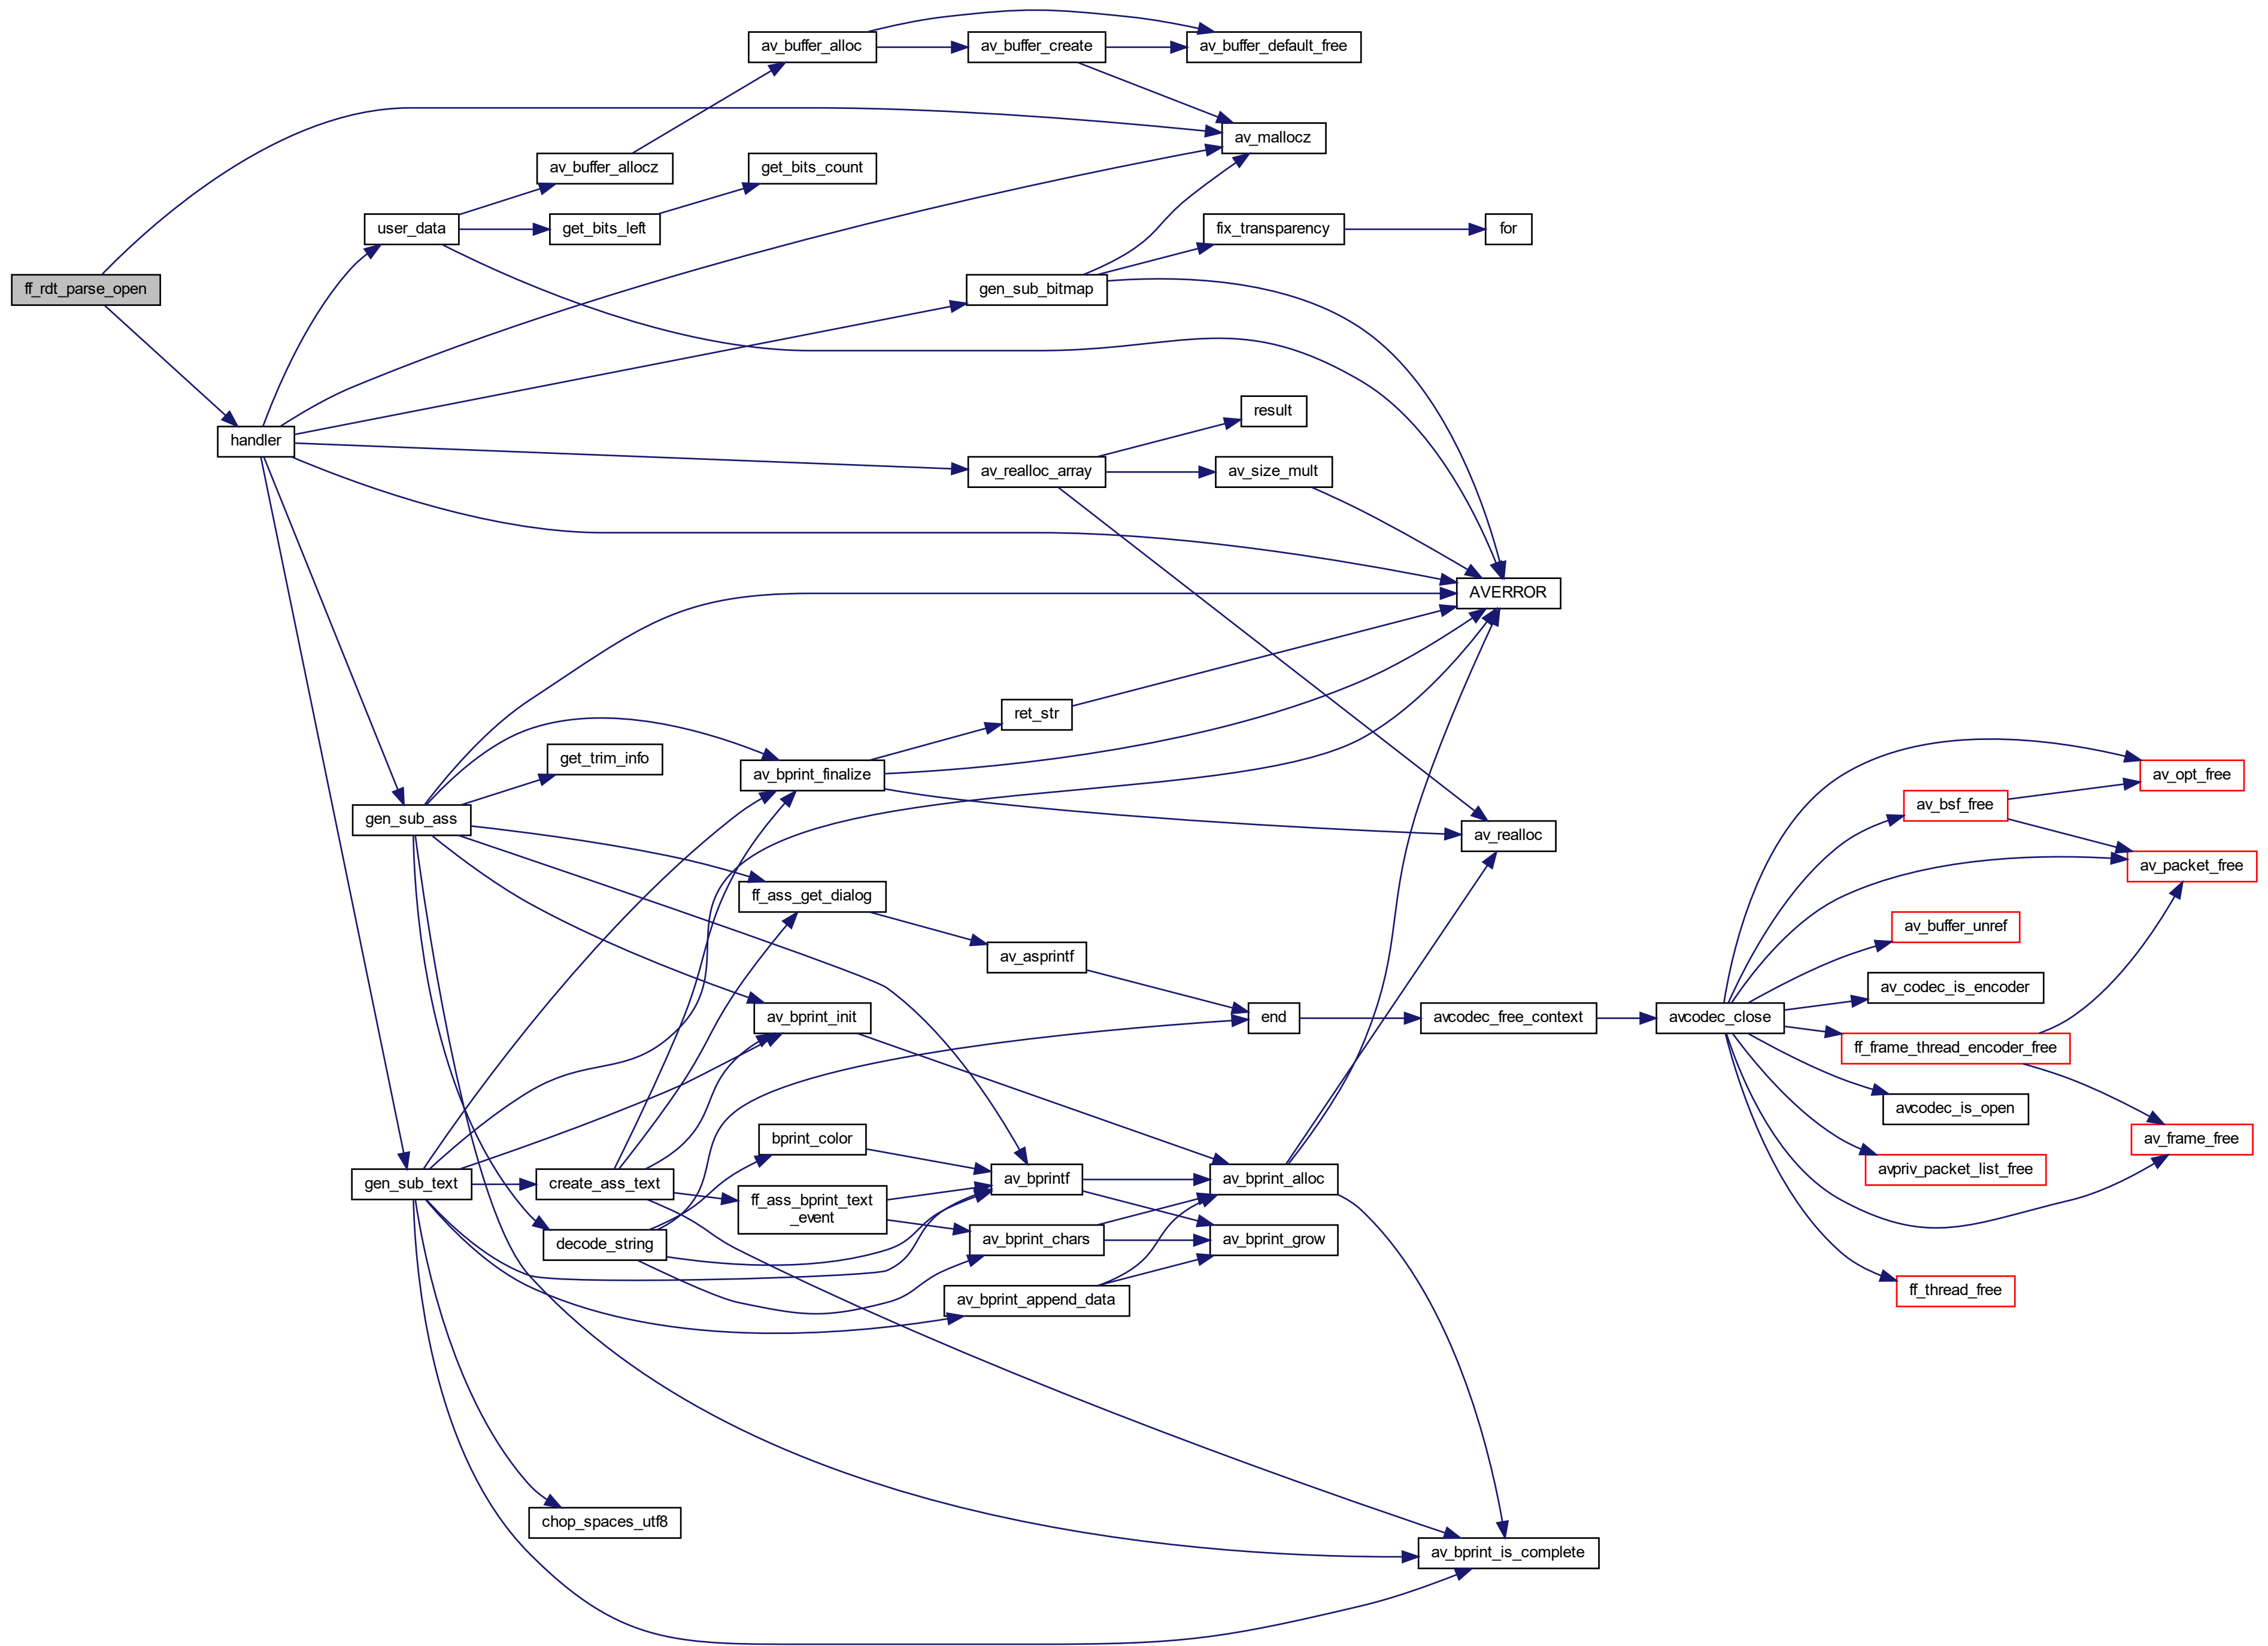 av_buffer_alloc
av_buffer_create
av_buffer_default_free
av_mallocz
av_buffer_allocz
get_bits_count
user_data
get_bits_left
fix_transparency
for
ff_rdt_parse_open
gen_sub_bitmap
result
handler
av_realloc_array
av_size_mult
AVERROR
ret_str
get_trim_info
av_bprint_finalize
av_opt_free
av_bsf_free
gen_sub_ass
av_realloc
av_packet_free
ff_ass_get_dialog
av_buffer_unref
av_asprintf
av_codec_is_encoder
av_bprint_init
end
avcodec_free_context
avcodec_close
ff_frame_thread_encoder_free
avcodec_is_open
bprint_color
av_frame_free
avpriv_packet_list_free
gen_sub_text
create_ass_text
av_bprintf
av_bprint_alloc
ff_ass_bprint_text
_event
decode_string
av_bprint_chars
av_bprint_grow
av_bprint_append_data
ff_thread_free
chop_spaces_utf8
av_bprint_is_complete